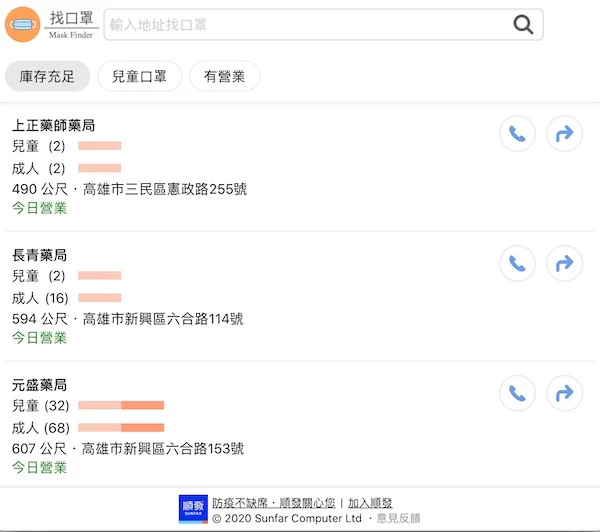 找口罩
Mask Finder
輸入地址找口罩
庫存充足 兒童口罩 有營業
上正藥師藥局
兒童 (2)
成人 (2)
490 公尺・高雄市三民區憲政路255號
今日營業
長青藥局
兒童 (2)
成人 (16)
594 公尺・高雄市新興區六合路114號
今日營業
元盛藥局
兒童 (32)
成人 (68)
607 公尺・高雄市新興區六合路153號
今日營業
順發
SUNFAR
防疫不缺席・順發關心您 | 加入順發
© 2020 Sunfar Computer Ltd ・意見反饋